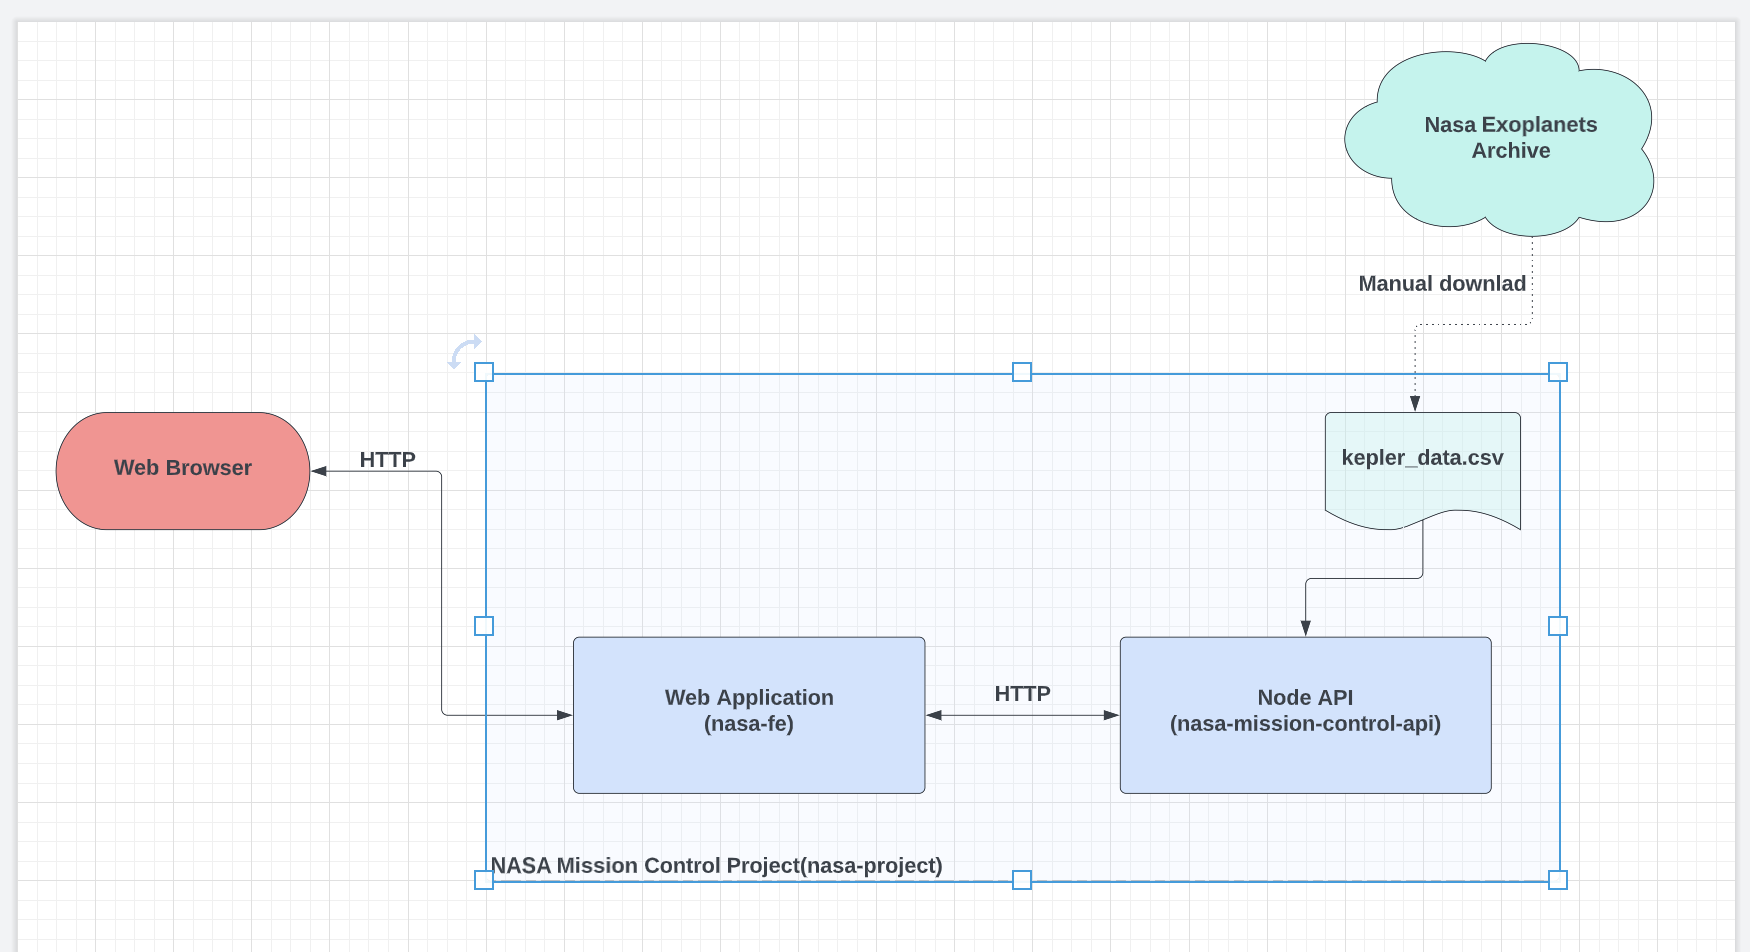 Nasa Exoplanets
Archive
Manual downlad
Web Browser
HTTP
kepler_data.csv
Web Application
(nasa-fe)
HTTP
Node API
(nasa-mission-control-api)
NASA Mission Control Project(nasa-project)